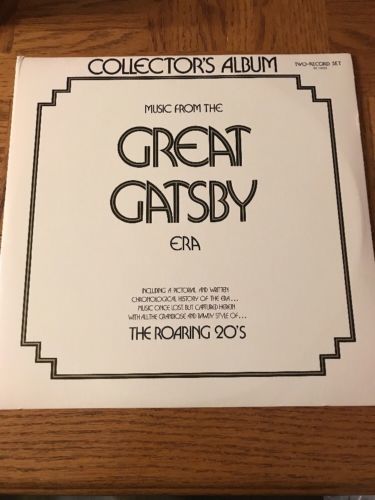 COLLECTOR'S ALBUM
TWO-RECORD SET
MUSIC FROM THE
GREAT
GATSBY
ERA
INCLUDING A PICTORIAL AND WRITTEN
CHRONOLOGICAL HISTORY OF THE ERA...
MUSIC ONCE LOST, BUT CAPTURED HEREIN
WITH ALL THE GRANDIOSE AND BAWDY STYLE OF...
THE ROARING 20'S